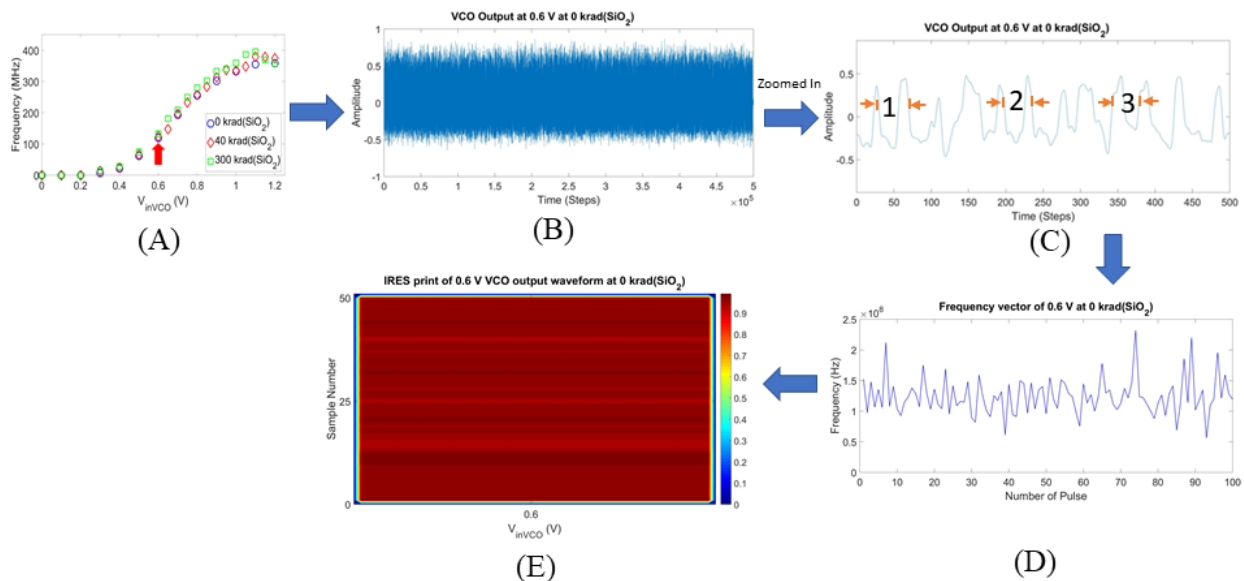 400
300
200
100
0
Frequency (MHz)
0 krad(SiO2)
40 krad(SiO2)
300 krad(SiO2)
0 0.2 0.4 0.6 0.8 1 1.2
VinVCO (V)
(A)
VCO Output at 0.6 V at 0 krad(SiO2)
1
0.5
0
-0.5
-1
Amplitude
0 0.5 1 1.5 2 2.5 3 3.5 4 4.5 5
Time (Steps)
×10^5
(B)
Zoomed In
VCO Output at 0.6 V at 0 krad(SiO2)
0.5
0
-0.5
Amplitude
1 2 3
0 50 100 150 200 250 300 350 400 450 500
Time (Steps)
(C)
IRES print of 0.6 V VCO output waveform at 0 krad(SiO2)
50
25
0
Sample Number
0.6
VinVCO (V)
0.9
0.8
0.7
0.6
0.5
0.4
0.3
0.2
0.1
0
(E)
Frequency vector of 0.6 V at 0 krad(SiO2)
×10^8
2.5
2
1.5
1
0.5
0
Frequency (Hz)
0 10 20 30 40 50 60 70 80 90 100
Number of Pulse
(D)